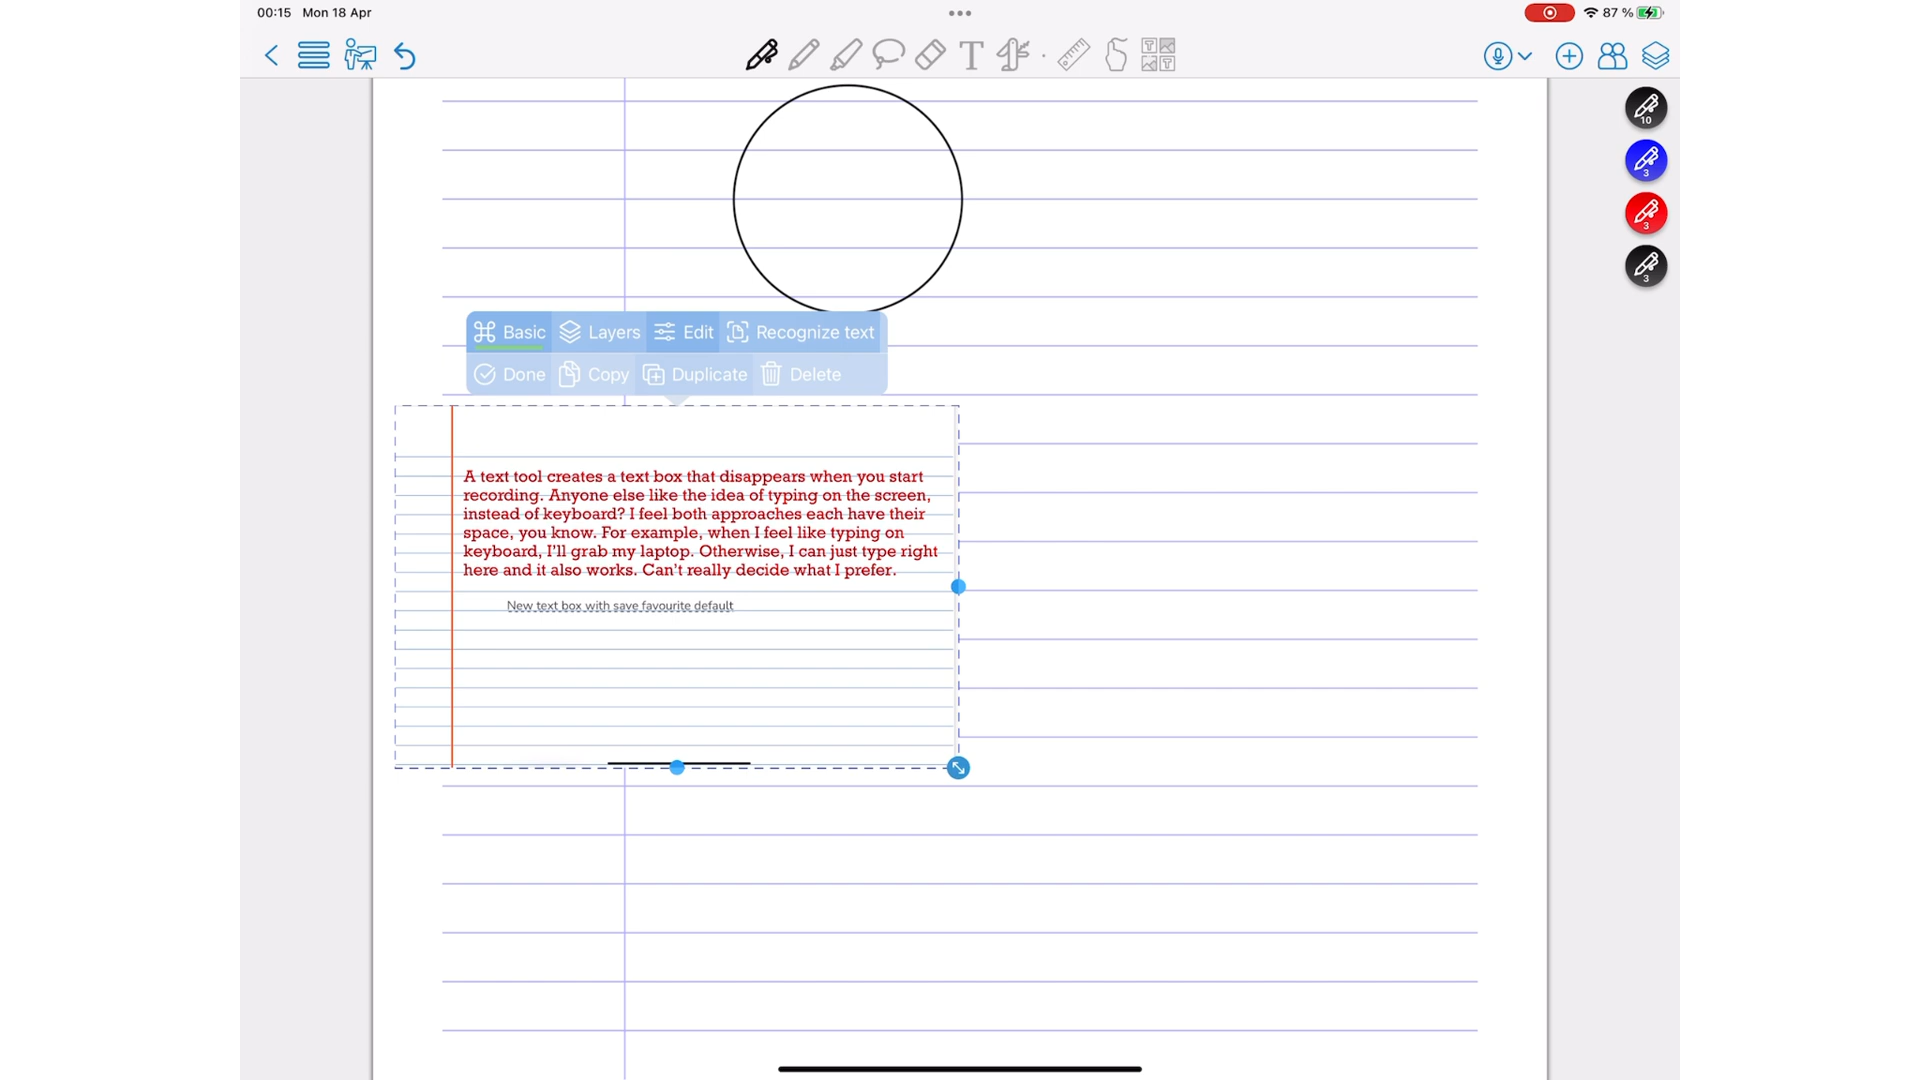 00:15 Mon 18 Apr
87 %
T
T
T
10
3
3
3
Basic Layers Edit Recognize text
Done Copy Duplicate Delete
A text tool creates a text box that disappears when you start
recording. Anyone else like the idea of typing on the screen,
instead of keyboard? I feel both approaches each have their
space, you know. For example, when I feel like typing on
keyboard, I'll grab my laptop. Otherwise, I can just type right
here and it also works. Can't really decide what I prefer.
New text box with save favourite default